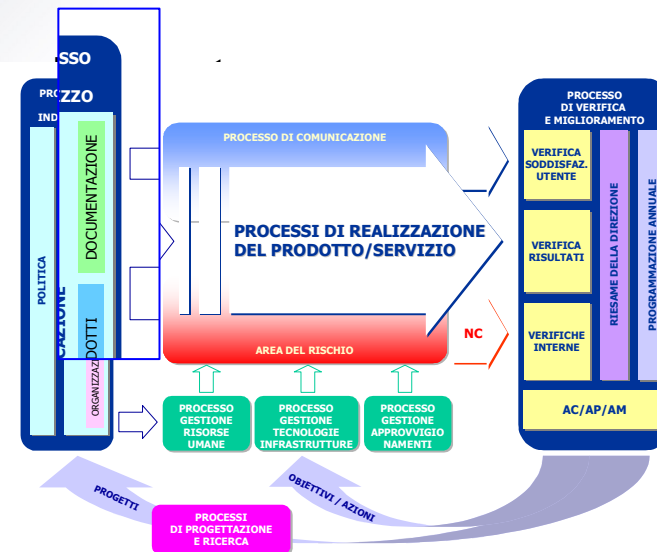 SSO
PRO
ZZO
IND
POLITICA
DOCUMENTAZIONE
DOTTI
CAZIONE
ORGANIZZAZI
PROCESSO DI COMUNICAZIONE
PROCESSI DI REALIZZAZIONE
DEL PRODOTTO/SERVIZIO
AREA DEL RISCHIO
NC
PROCESSO
GESTIONE
RISORSE
UMANE
PROCESSO
GESTIONE
TECNOLOGIE
INFRASTRUTTURE
PROCESSO
GESTIONE
APPROVVIGIO
NAMENTI
PROCESSO
DI VERIFICA
E MIGLIORAMENTO
VERIFICA
SODDISFAZ.
UTENTE
VERIFICA
RISULTATI
VERIFICHE
INTERNE
RIESAME DELLA DIREZIONE
PROGRAMMAZIONE ANNUALE
AC/AP/AM
PROGETTI
OBIETTIVI / AZIONI
PROCESSI
DI PROGETTAZIONE
E RICERCA